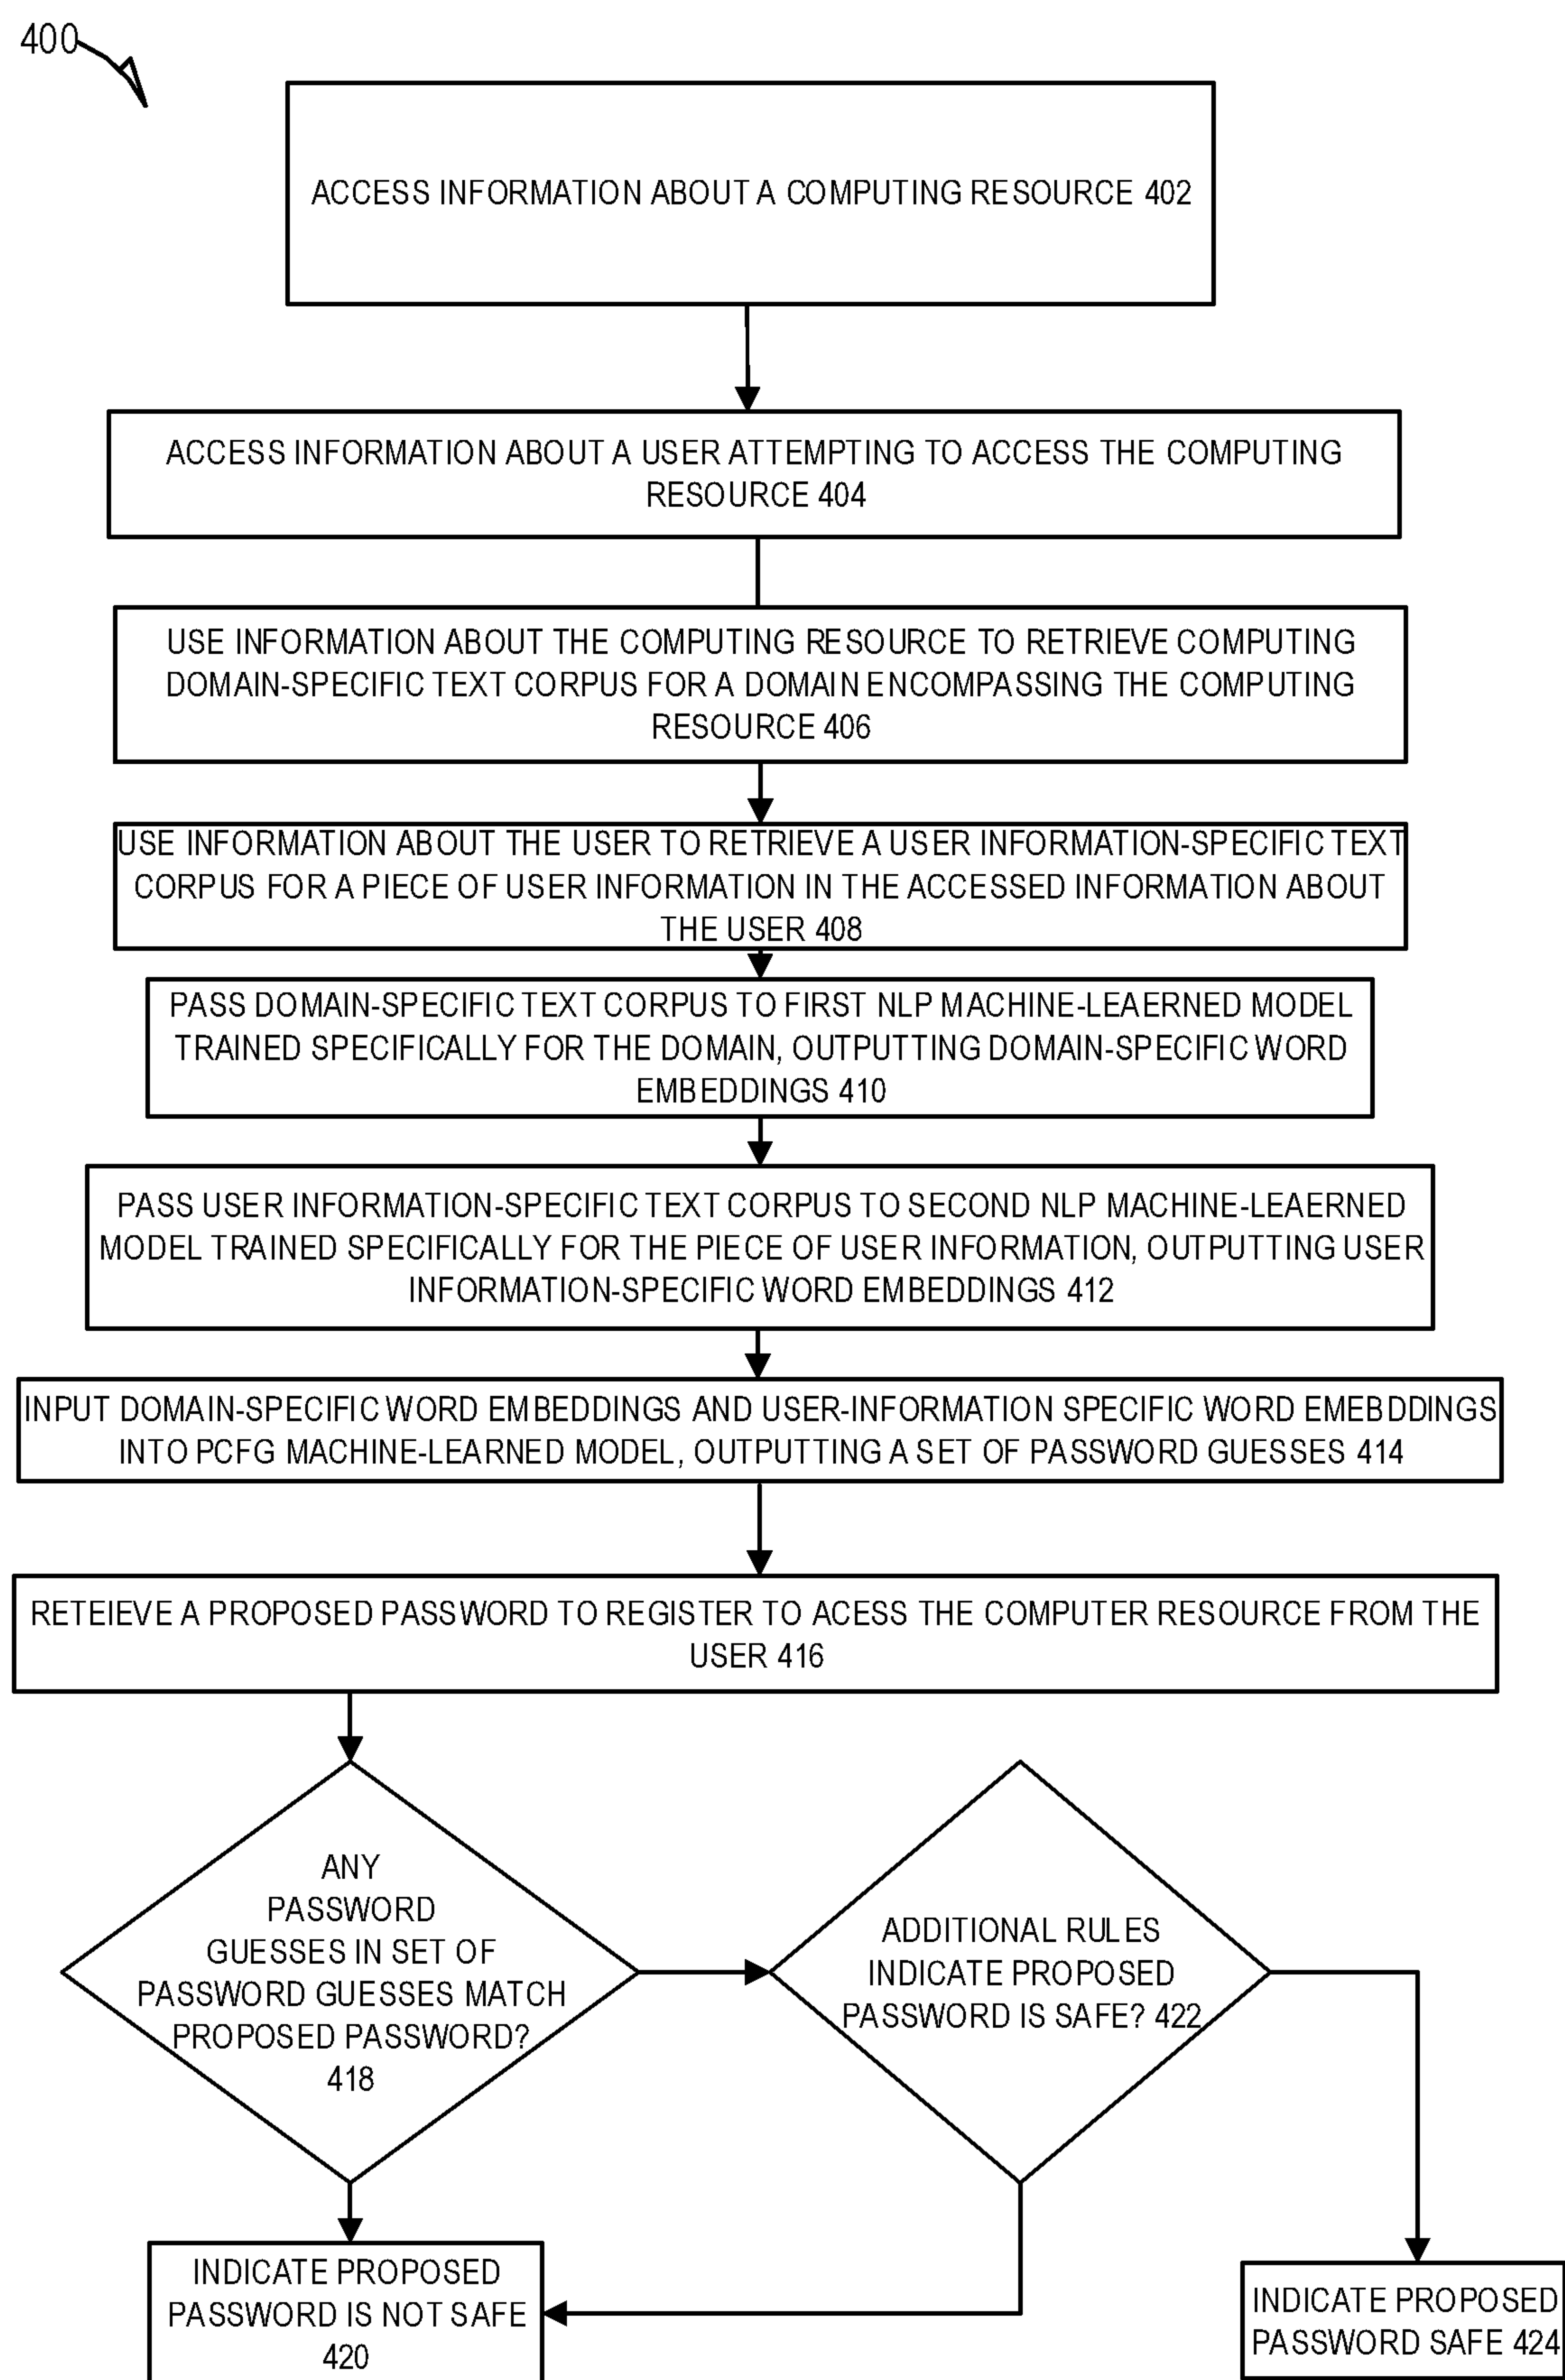 400
ACCESS INFORMATION ABOUT A COMPUTING RESOURCE 402
ACCESS INFORMATION ABOUT A USER ATTEMPTING TO ACCESS THE COMPUTING
RESOURCE 404
USE INFORMATION ABOUT THE COMPUTING RESOURCE TO RETRIEVE COMPUTING
DOMAIN-SPECIFIC TEXT CORPUS FOR A DOMAIN ENCOMPASSING THE COMPUTING
RESOURCE 406
USE INFORMATION ABOUT THE USER TO RETRIEVE A USER INFORMATION-SPECIFIC TEXT
CORPUS FOR A PIECE OF USER INFORMATION IN THE ACCESSED INFORMATION ABOUT
THE USER 408
PASS DOMAIN-SPECIFIC TEXT CORPUS TO FIRST NLP MACHINE-LEAERNED MODEL
TRAINED SPECIFICALLY FOR THE DOMAIN, OUTPUTTING DOMAIN-SPECIFIC WORD
EMBEDDINGS 410
PASS USER INFORMATION-SPECIFIC TEXT CORPUS TO SECOND NLP MACHINE-LEAERNED
MODEL TRAINED SPECIFICALLY FOR THE PIECE OF USER INFORMATION, OUTPUTTING USER
INFORMATION-SPECIFIC WORD EMBEDDINGS 412
INPUT DOMAIN-SPECIFIC WORD EMBEDDINGS AND USER-INFORMATION SPECIFIC WORD EMEBDDINGS
INTO PCFG MACHINE-LEARNED MODEL, OUTPUTTING A SET OF PASSWORD GUESSES 414
RETEIEVE A PROPOSED PASSWORD TO REGISTER TO ACESS THE COMPUTER RESOURCE FROM THE
USER 416
ANY
PASSWORD
GUESSES IN SET OF
PASSWORD GUESSES MATCH
PROPOSED PASSWORD?
418
ADDITIONAL RULES
INDICATE PROPOSED
PASSWORD IS SAFE? 422
INDICATE PROPOSED
PASSWORD IS NOT SAFE
420
INDICATE PROPOSED
PASSWORD SAFE 424